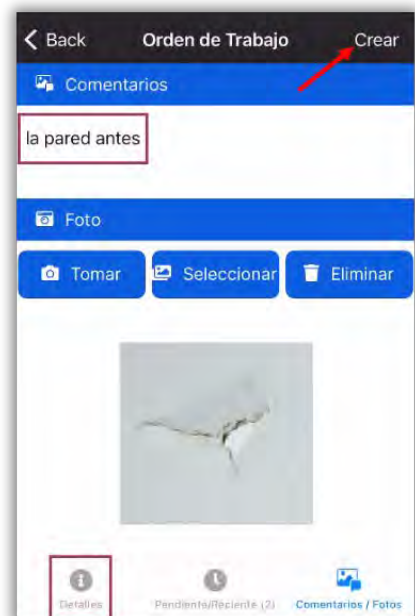 Back Orden de Trabajo Crear
Comentarios
la pared antes
Foto
Tomar Seleccionar Eliminar
Detalles Pendiente/Reciente (2) Comentarios / Fotos